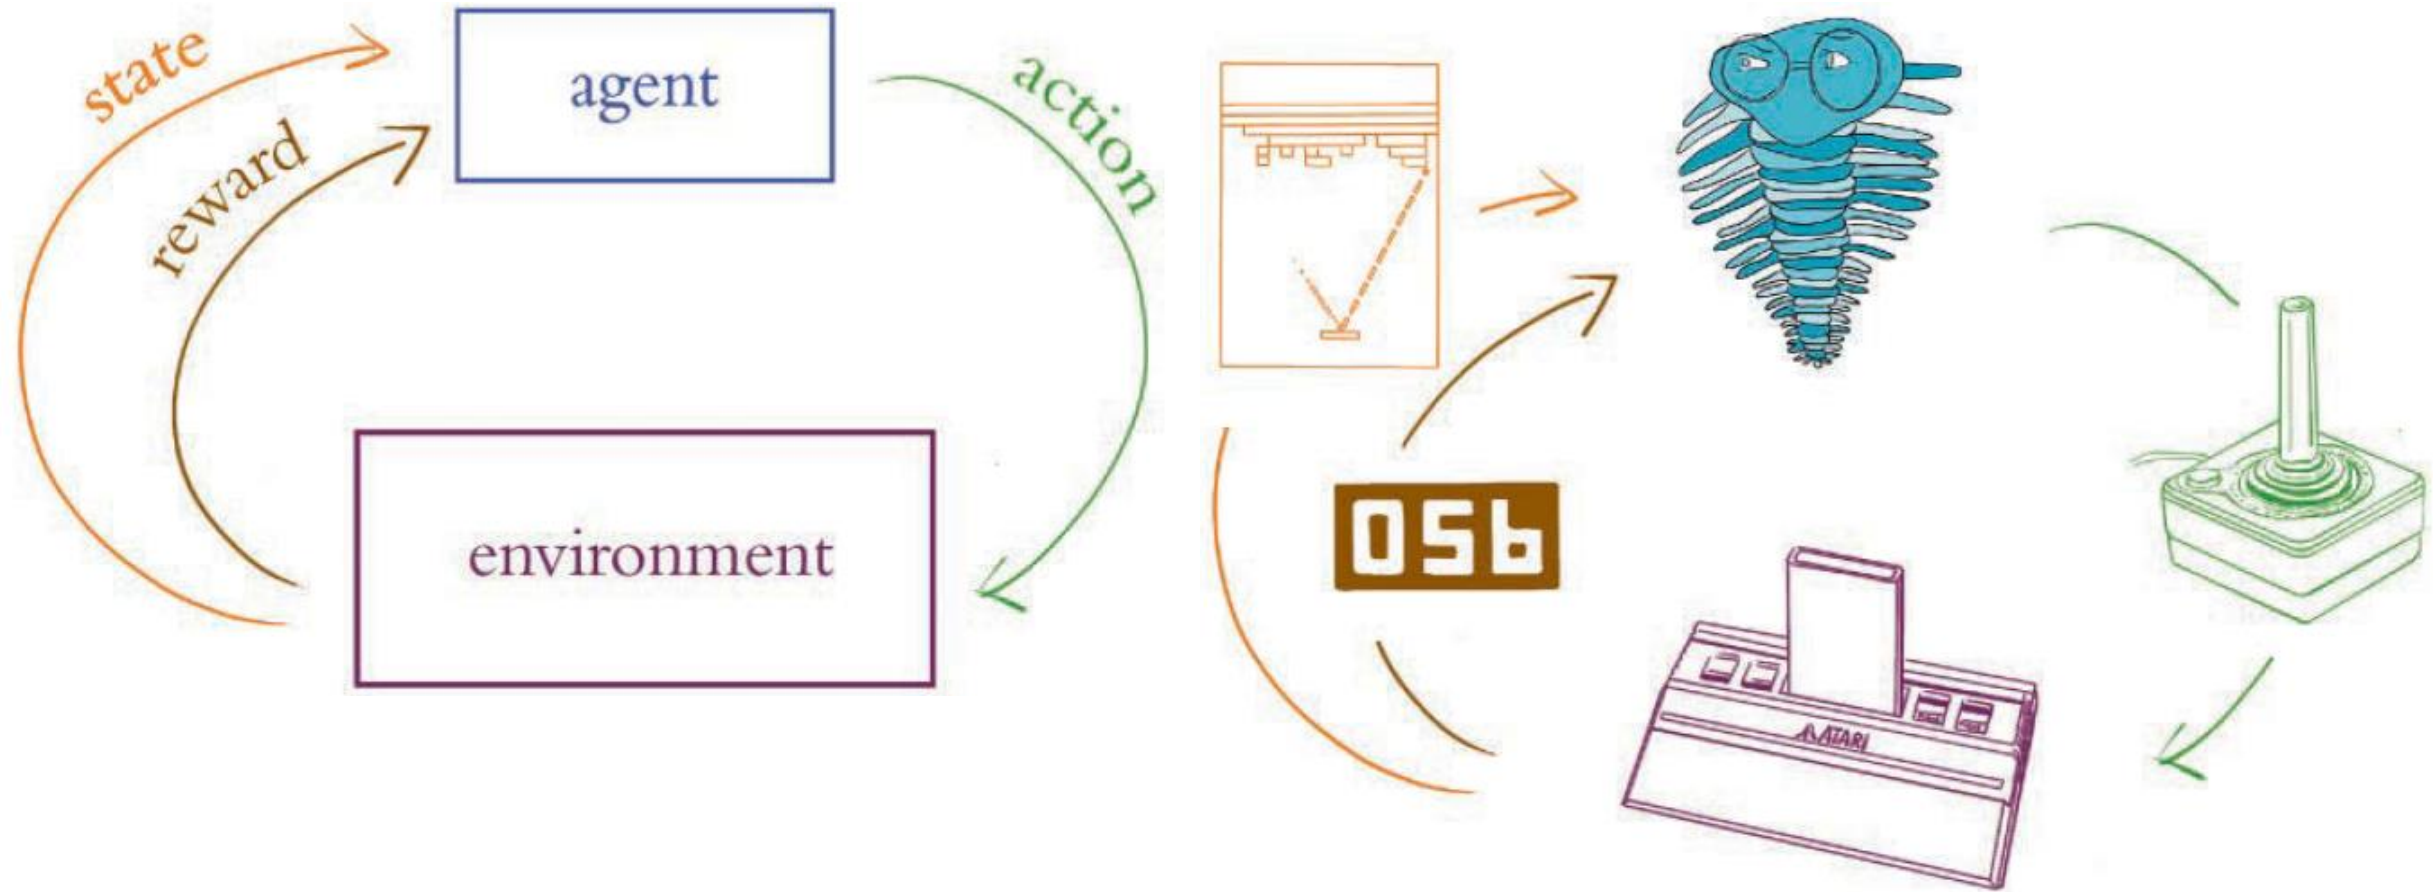 state
agent
action
reward
environment
056
ATARI